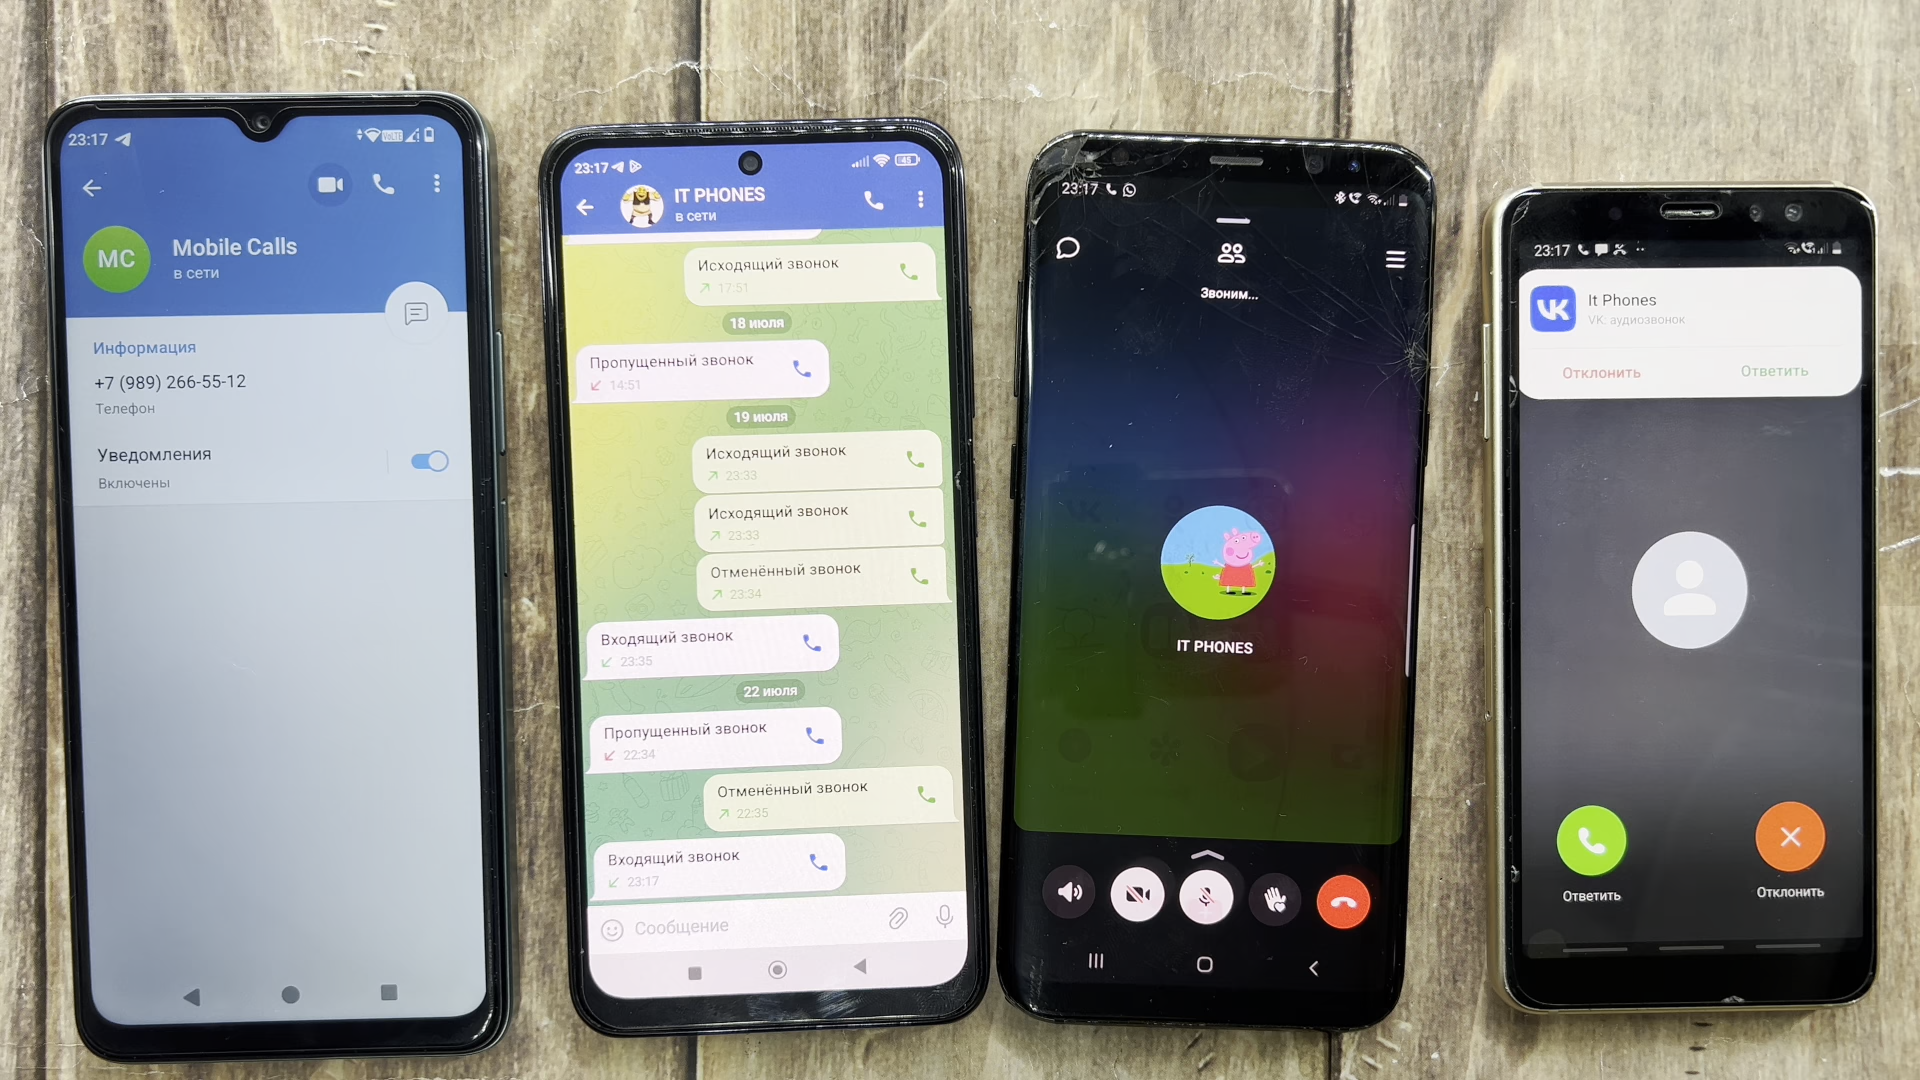 23:17
VoLTE
MC
Mobile Calls
в сети
Информация
+7 (989) 266-55-12
Телефон
Уведомления
Включены
23:17
45
IT PHONES
в сети
Исходящий звонок
17:51
18 июля
Пропущенный звонок
14:51
19 июля
Исходящий звонок
23:33
Исходящий звонок
23:33
Отменённый звонок
23:34
Входящий звонок
23:35
22 июля
Пропущенный звонок
22:34
Отменённый звонок
22:35
Входящий звонок
23:17
Сообщение
23:17
Звоним...
IT PHONES
23:17
VK
It Phones
VK: аудиозвонок
Отклонить
Ответить
Ответить
Отклонить